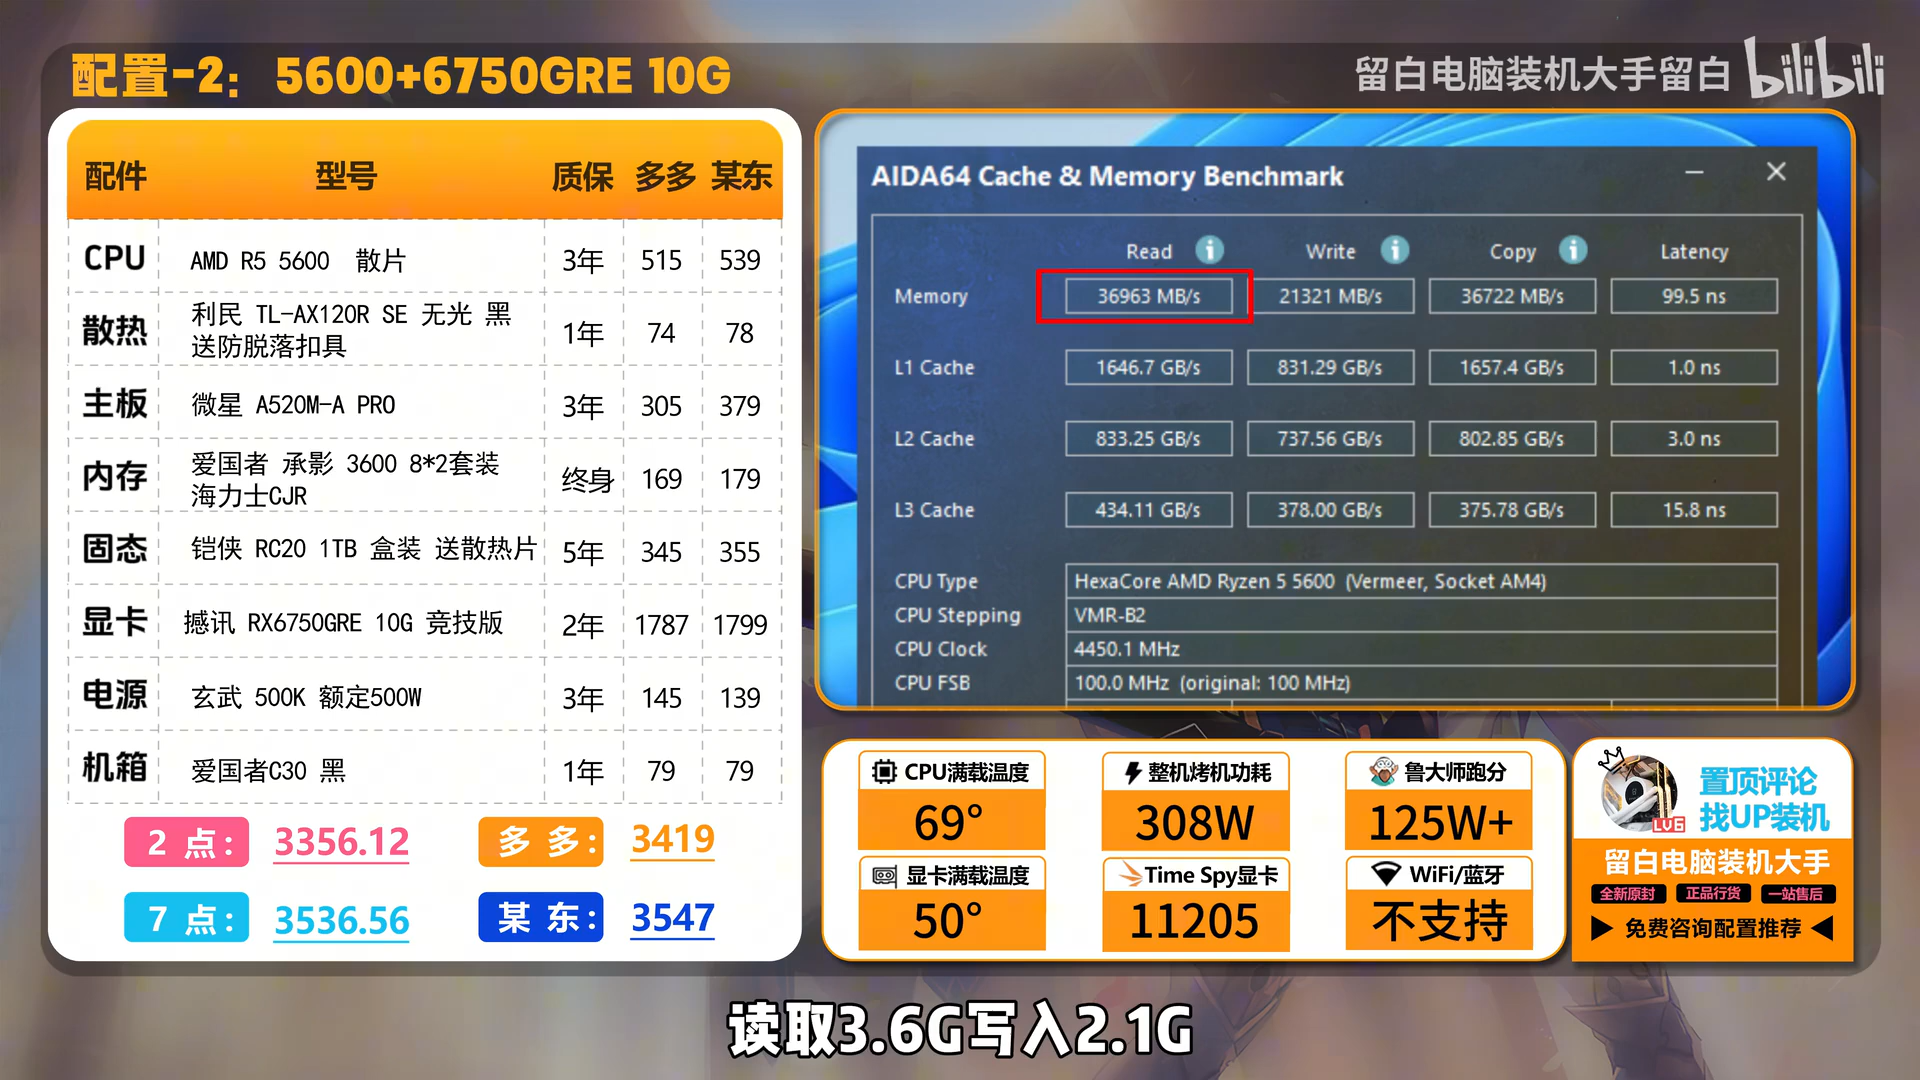 配置-2: 5600+6750GRE 10G
留白电脑装机大手留白 bilibili
配件 型号 质保 多多 某东
CPU AMD R5 5600 散片 3年 515 539
散热 利民 TL-AX120R SE 无光 黑 送防脱落扣具 1年 74 78
主板 微星 A520M-A PRO 3年 305 379
内存 爱国者 承影 3600 8*2套装 海力士CJR 终身 169 179
固态 铠侠 RC20 1TB 盒装 送散热片 5年 345 355
显卡 撼讯 RX6750GRE 10G 竞技版 2年 1787 1799
电源 玄武 500K 额定500W 3年 145 139
机箱 爱国者C30 黑 1年 79 79
2 点: 3356.12 多 多: 3419
7 点: 3536.56 某 东: 3547
AIDA64 Cache & Memory Benchmark
Read Write Copy Latency
Memory 36963 MB/s 21321 MB/s 36722 MB/s 99.5 ns
L1 Cache 1646.7 GB/s 831.29 GB/s 1657.4 GB/s 1.0 ns
L2 Cache 833.25 GB/s 737.56 GB/s 802.85 GB/s 3.0 ns
L3 Cache 434.11 GB/s 378.00 GB/s 375.78 GB/s 15.8 ns
CPU Type HexaCore AMD Ryzen 5 5600 (Vermeer, Socket AM4)
CPU Stepping VMR-B2
CPU Clock 4450.1 MHz
CPU FSB 100.0 MHz (original: 100 MHz)
CPU满载温度 整机烤机功耗 鲁大师跑分
69° 308W 125W+
显卡满载温度 Time Spy显卡 WiFi/蓝牙
50° 11205 不支持
LV6
置顶评论
找UP装机
留白电脑装机大手
全新原封 正品行货 一站售后
免费咨询配置推荐
读取3.6G写入2.1G